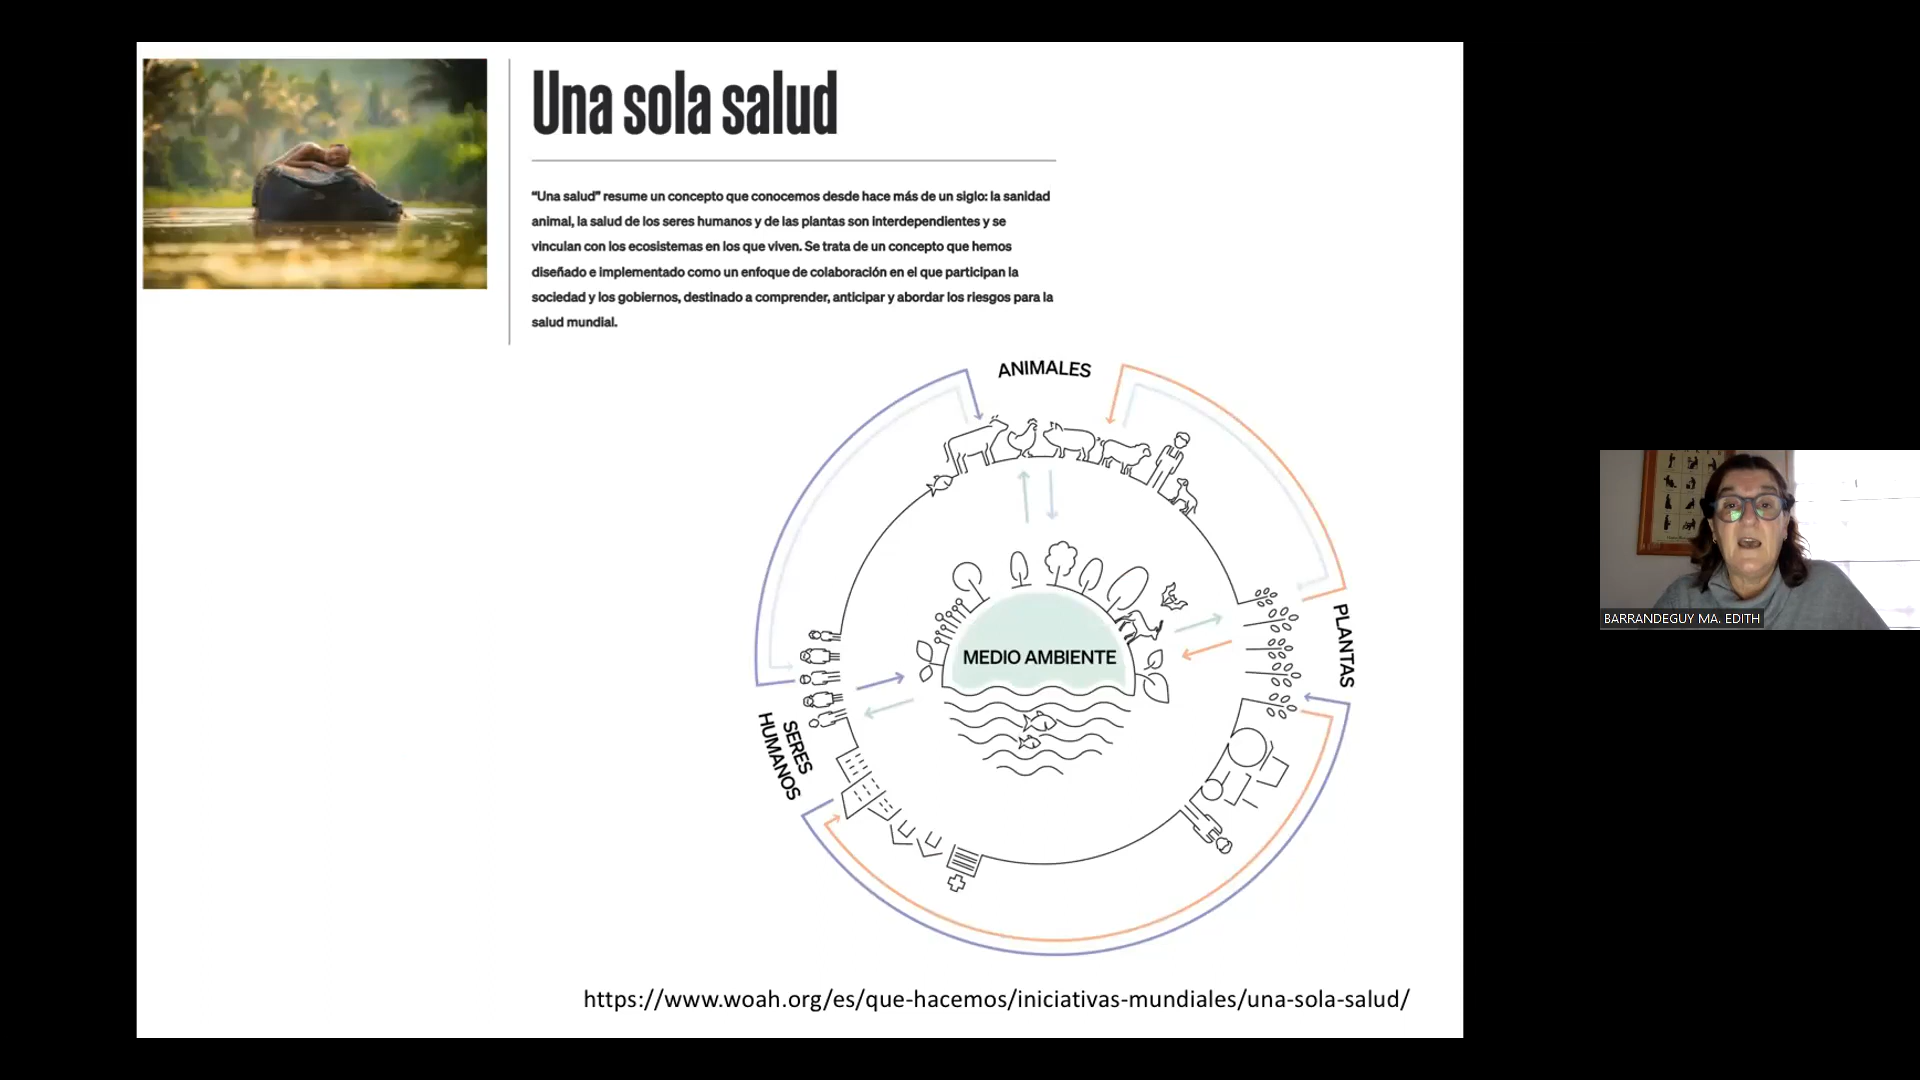 Una sola salud
“Una salud” resume un concepto que conocemos desde hace más de un siglo: la sanidad
animal, la salud de los seres humanos y de las plantas son interdependientes y se
vinculan con los ecosistemas en los que viven. Se trata de un concepto que hemos
diseñado e implementado como un enfoque de colaboración en el que participan la
sociedad y los gobiernos, destinado a comprender, anticipar y abordar los riesgos para la
salud mundial.
ANIMALES
PLANTAS
MEDIO AMBIENTE
SERES
HUMANOS
https://www.woah.org/es/que-hacemos/iniciativas-mundiales/una-sola-salud/
BARRANDEGUY MA. EDITH